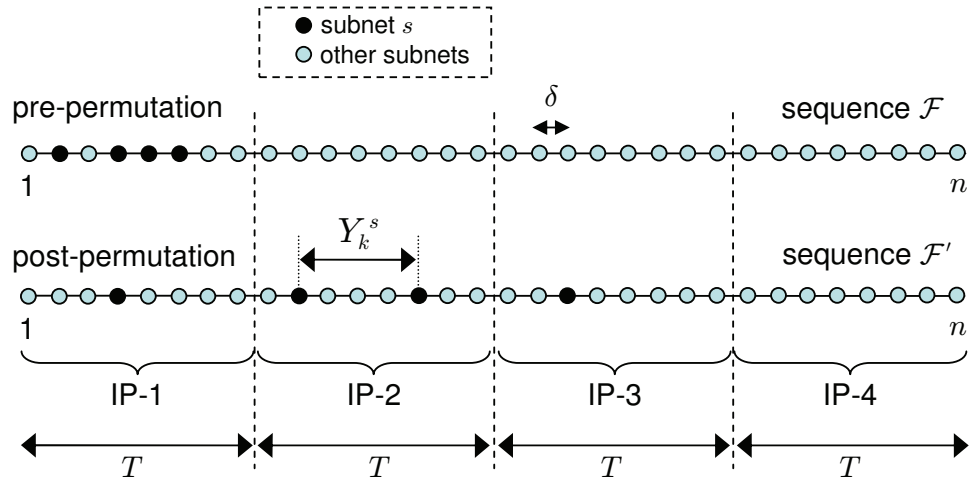 subnet s
other subnets
pre-permutation
δ
sequence ℱ
1
n
Y_k^s
post-permutation
sequence ℱ'
1
n
IP-1
IP-2
IP-3
IP-4
T
T
T
T